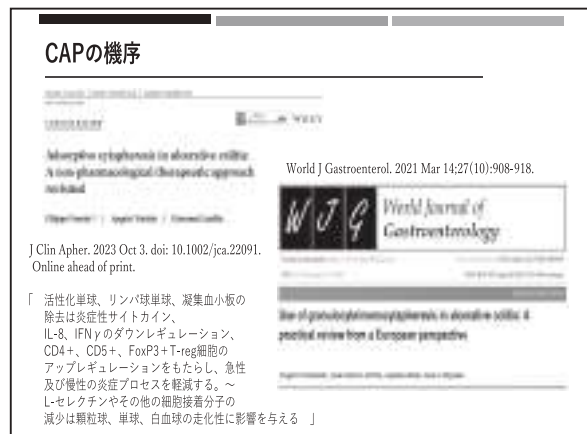 CAPの機序
WILEY
Adsorptive cytapheresis in ulcerative colitis:
A non-pharmacological therapeutic approach
revisited
World J Gastroenterol. 2021 Mar 14;27(10):908-918.
WJG
World Journal of
Gastroenterology
J Clin Apher. 2023 Oct 3. doi: 10.1002/jca.22091.
Online ahead of print.
Use of granulocyte/monocytapheresis in ulcerative colitis: A
practical review from a European perspective
「 活性化単球、リンパ球単球、凝集血小板の
除去は炎症性サイトカイン、
IL-8、IFNγのダウンレギュレーション、
CD4+、CD5+、FoxP3+T-reg細胞の
アップレギュレーションをもたらし、急性
及び慢性の炎症プロセスを軽減する。~
L-セレクチンやその他の細胞接着分子の
減少は顆粒球、単球、白血球の走化性に影響を与える 」